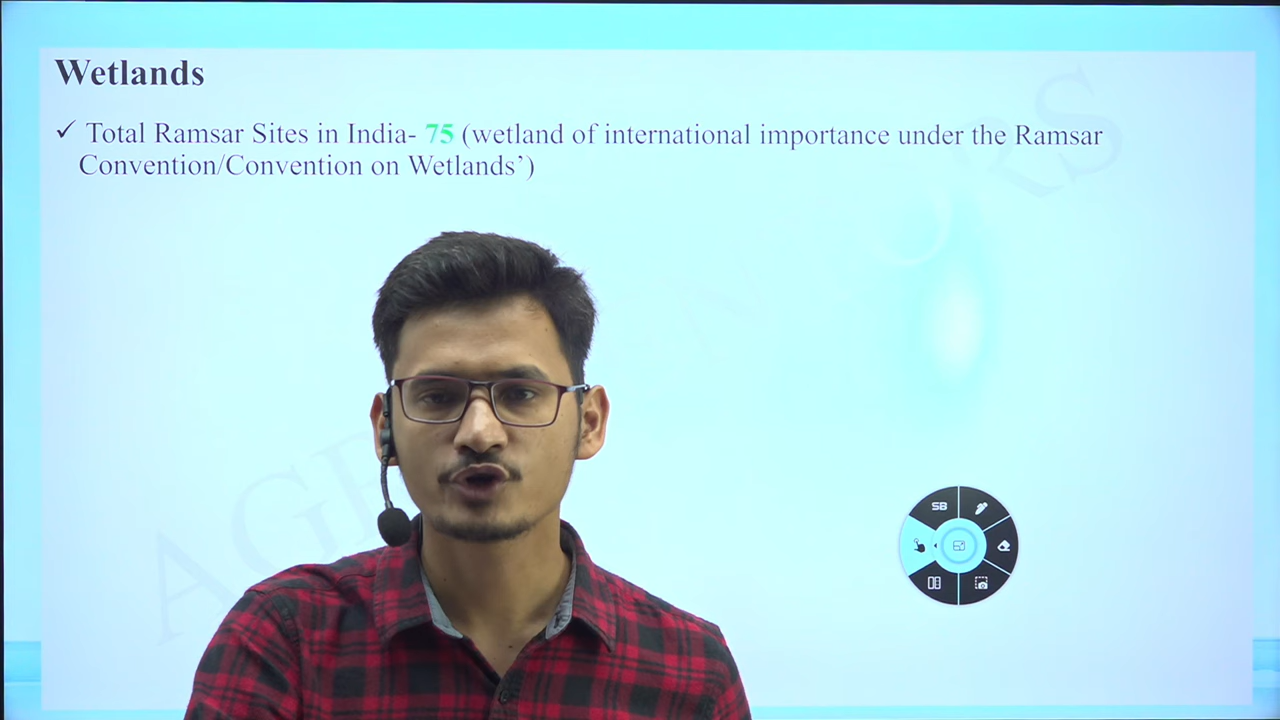 Wetlands
✓ Total Ramsar Sites in India- 75 (wetland of international importance under the Ramsar
Convention/Convention on Wetlands’)
SB